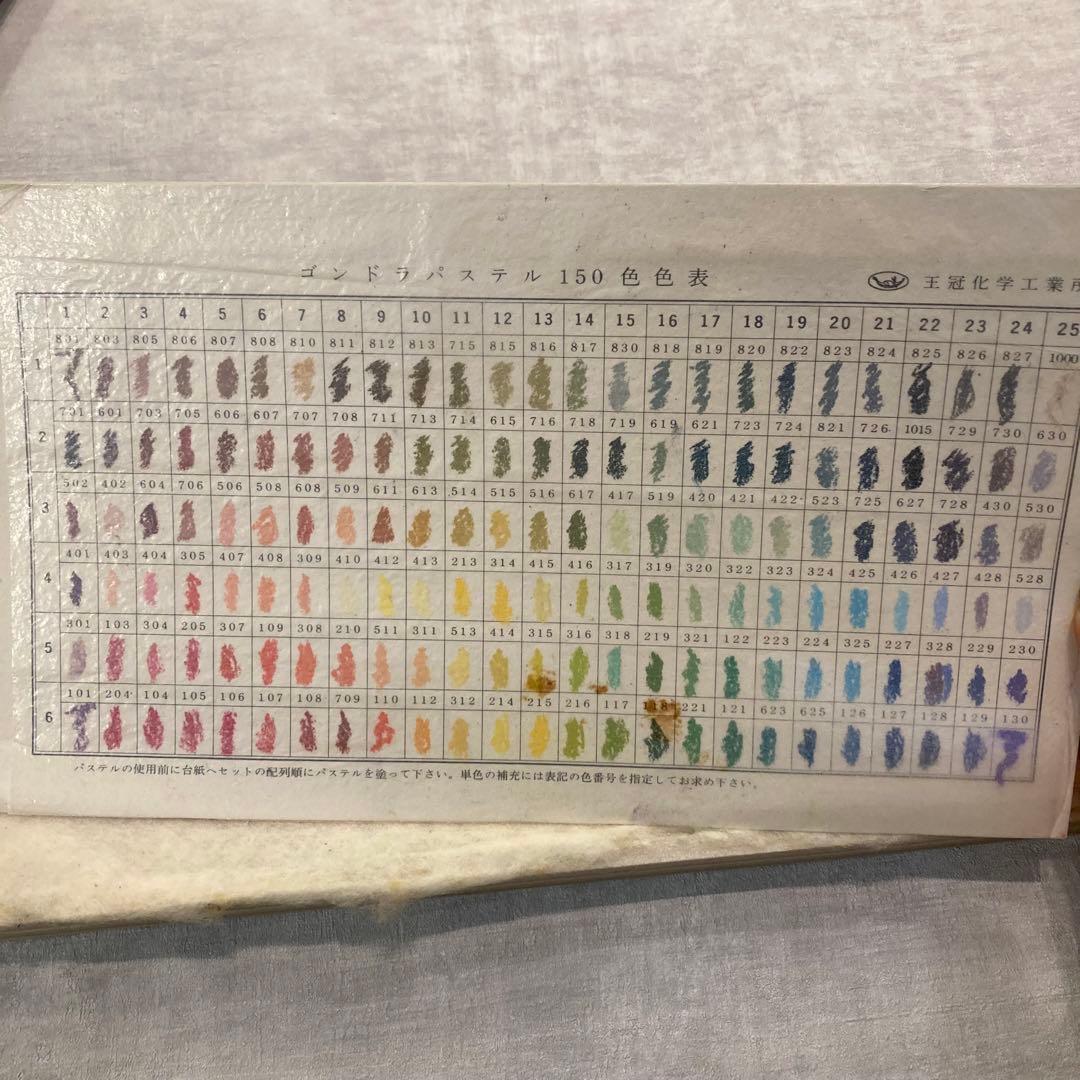 ゴンドラパステル 150 色色表
王冠化学工業所
1 2 3 4 5 6 7 8 9 10 11 12 13 14 15 16 17 18 19 20 21 22 23 24 25
801 803 805 806 807 808 810 811 812 813 715 815 816 817 830 818 819 820 822 823 824 825 826 827 1000
1
701 601 703 705 606 607 707 708 711 713 714 615 716 718 719 619 621 723 724 821 726 1015 729 730 630
2
502 402 604 706 506 508 608 509 611 613 514 515 516 617 417 519 420 421 422 523 725 627 728 430 530
3
401 403 404 305 407 408 309 410 412 413 213 314 415 416 317 319 320 322 323 324 425 426 427 428 528
4
301 103 304 205 307 109 308 210 511 311 513 414 315 316 318 219 321 122 223 224 325 227 328 229 230
5
101 204 104 105 106 107 108 709 110 112 312 214 215 216 117 118 221 121 623 625 126 127 128 129 130
6
パステルの使用前に台紙へセットの配列順にパステルを塗って下さい。単色の補充には表記の色番号を指定してお求め下さい。